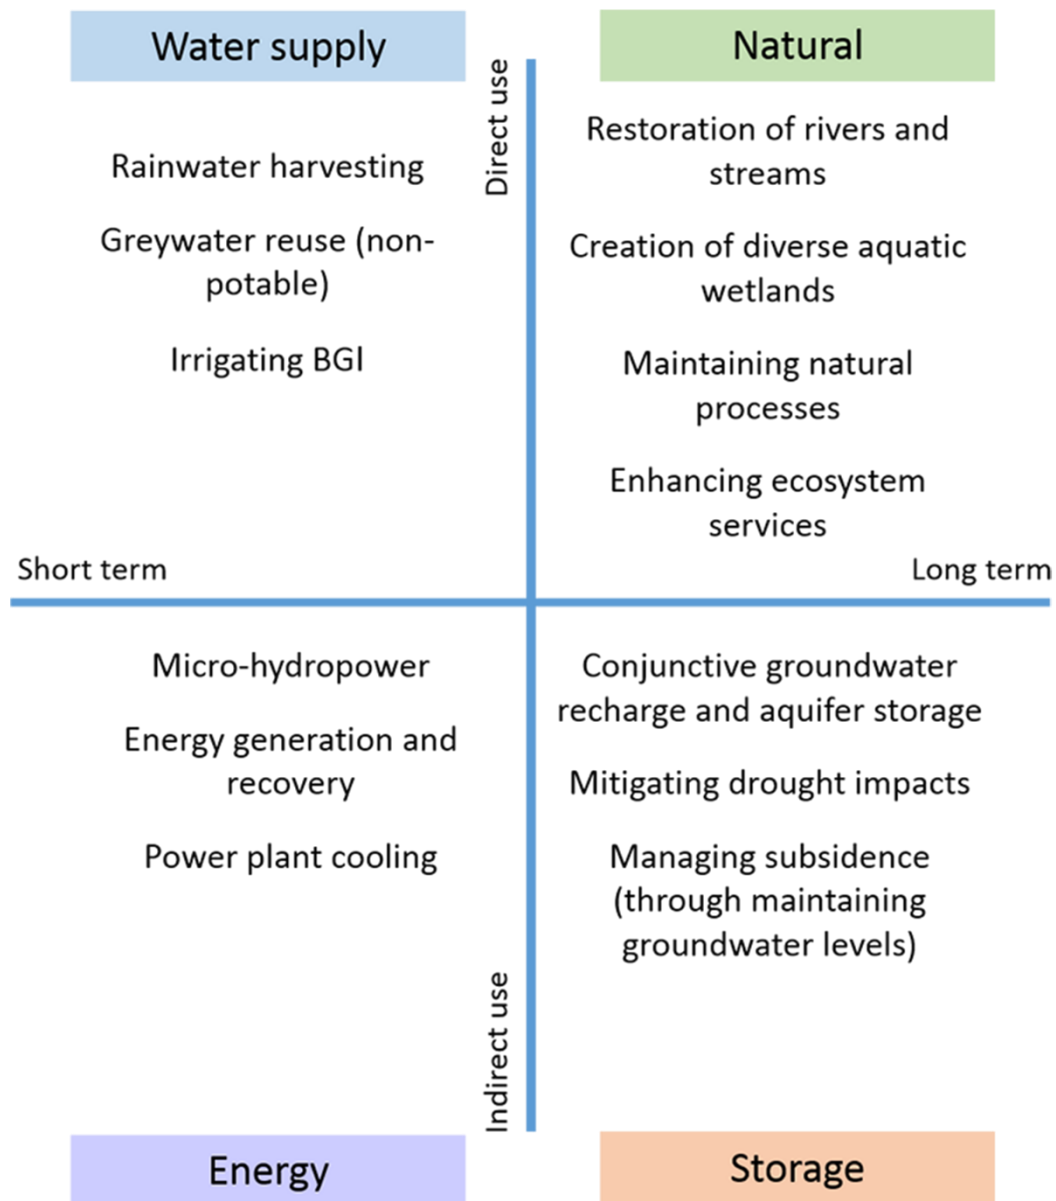 Water supply
Natural
Direct use
Rainwater harvesting
Greywater reuse (non-
potable)
Irrigating BGl
Restoration of rivers and
streams
Creation of diverse aquatic
wetlands
Maintaining natural
processes
Enhancing ecosystem
services
Short term
Long term
Micro-hydropower
Energy generation and
recovery
Power plant cooling
Conjunctive groundwater
recharge and aquifer storage
Mitigating drought impacts
Managing subsidence
(through maintaining
groundwater levels)
Indirect use
Energy
Storage